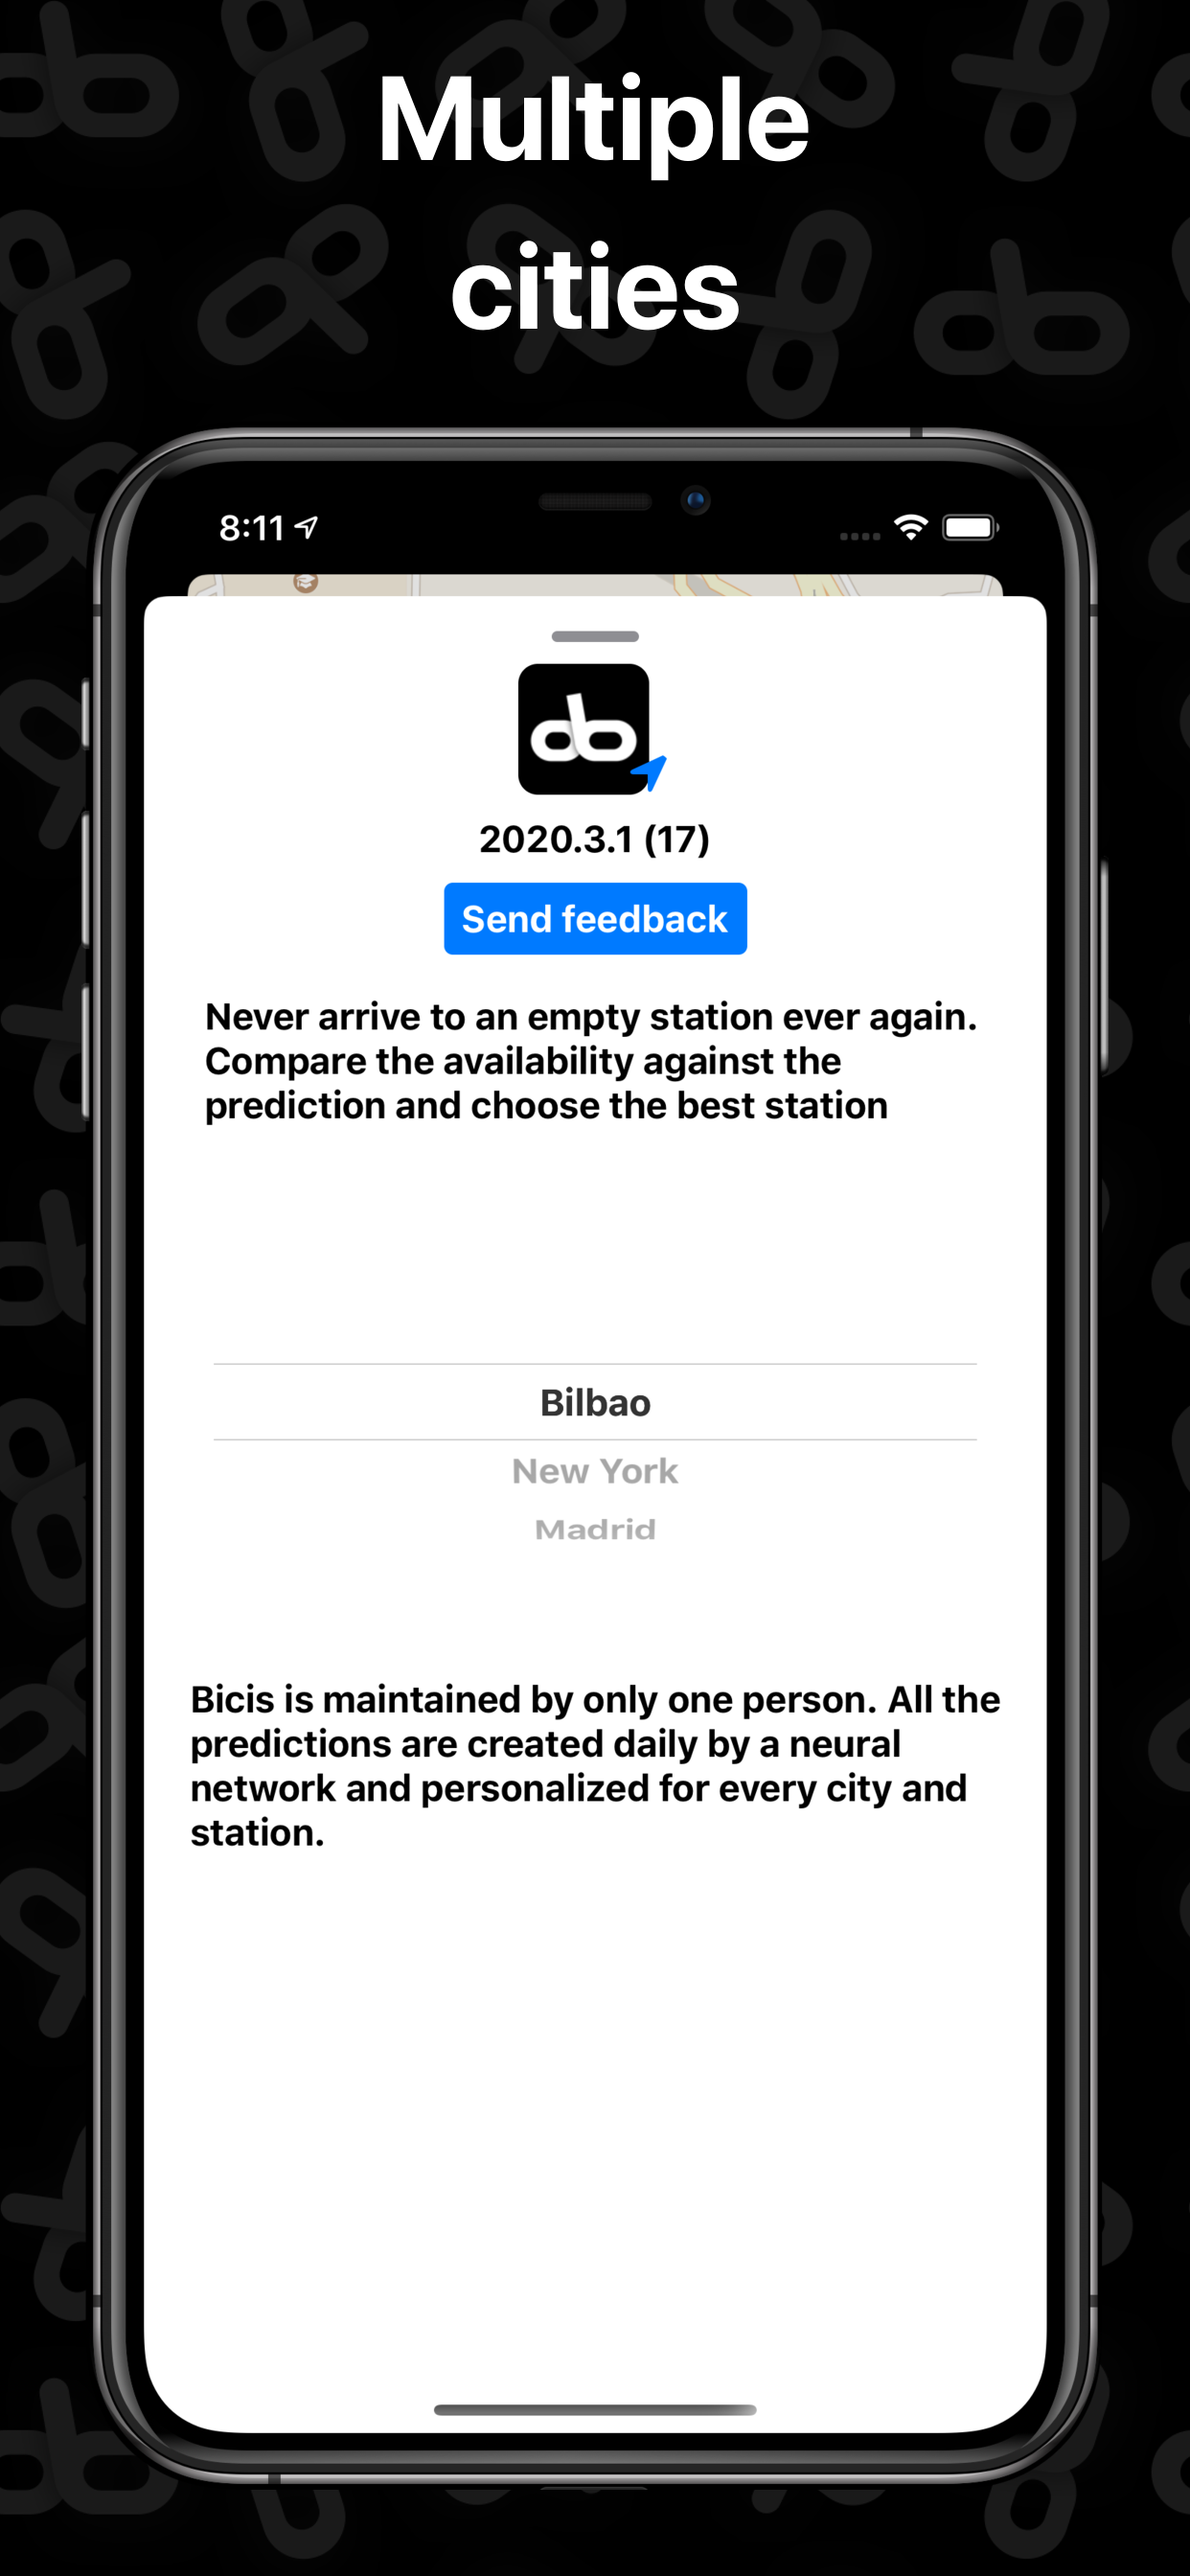 Multiple
cities
8:11
2020.3.1 (17)
Send feedback
Never arrive to an empty station ever again.
Compare the availability against the
prediction and choose the best station
Bilbao
New York
Madrid
Bicis is maintained by only one person. All the
predictions are created daily by a neural
network and personalized for every city and
station.